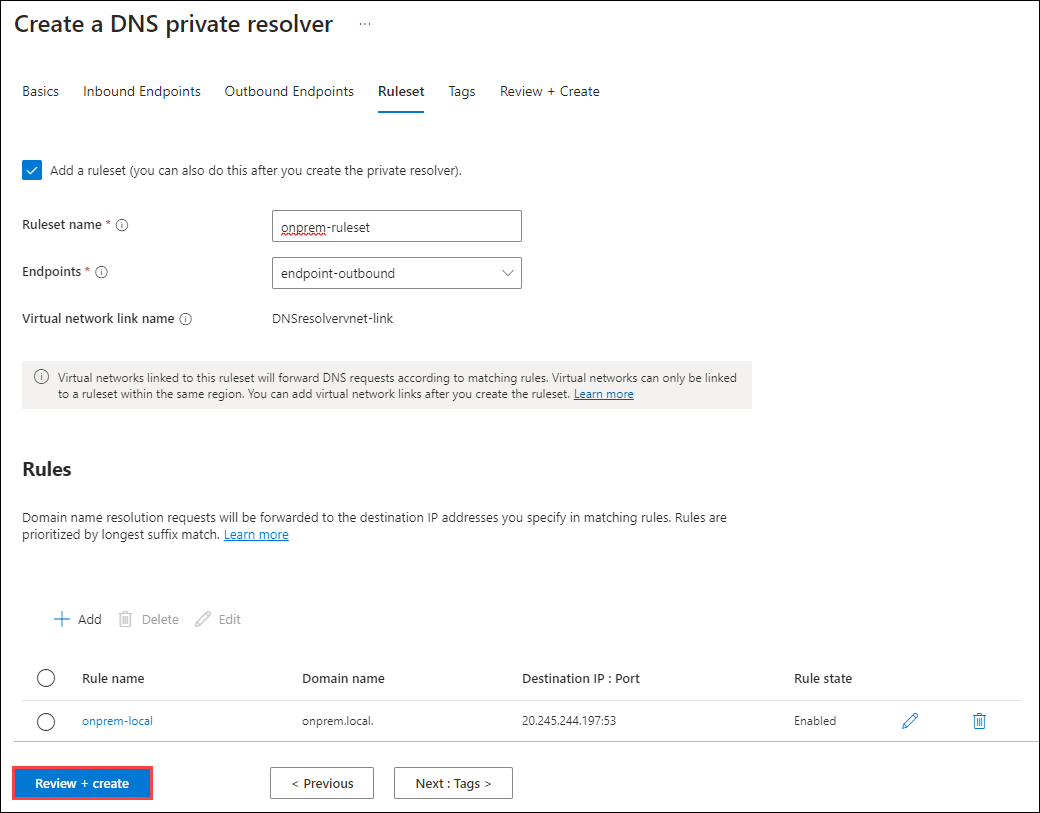 Create a DNS private resolver ...
Basics Inbound Endpoints Outbound Endpoints Ruleset Tags Review + Create
Add a ruleset (you can also do this after you create the private resolver).
Ruleset name * onprem-ruleset
Endpoints * endpoint-outbound
Virtual network link name DNSresolvervnet-link
Virtual networks linked to this ruleset will forward DNS requests according to matching rules. Virtual networks can only be linked
to a ruleset within the same region. You can add virtual network links after you create the ruleset. Learn more
Rules
Domain name resolution requests will be forwarded to the destination IP addresses you specify in matching rules. Rules are
prioritized by longest suffix match. Learn more
Add Delete Edit
Rule name Domain name Destination IP : Port Rule state
onprem-local onprem.local. 20.245.244.197:53 Enabled
Review + create < Previous Next : Tags >